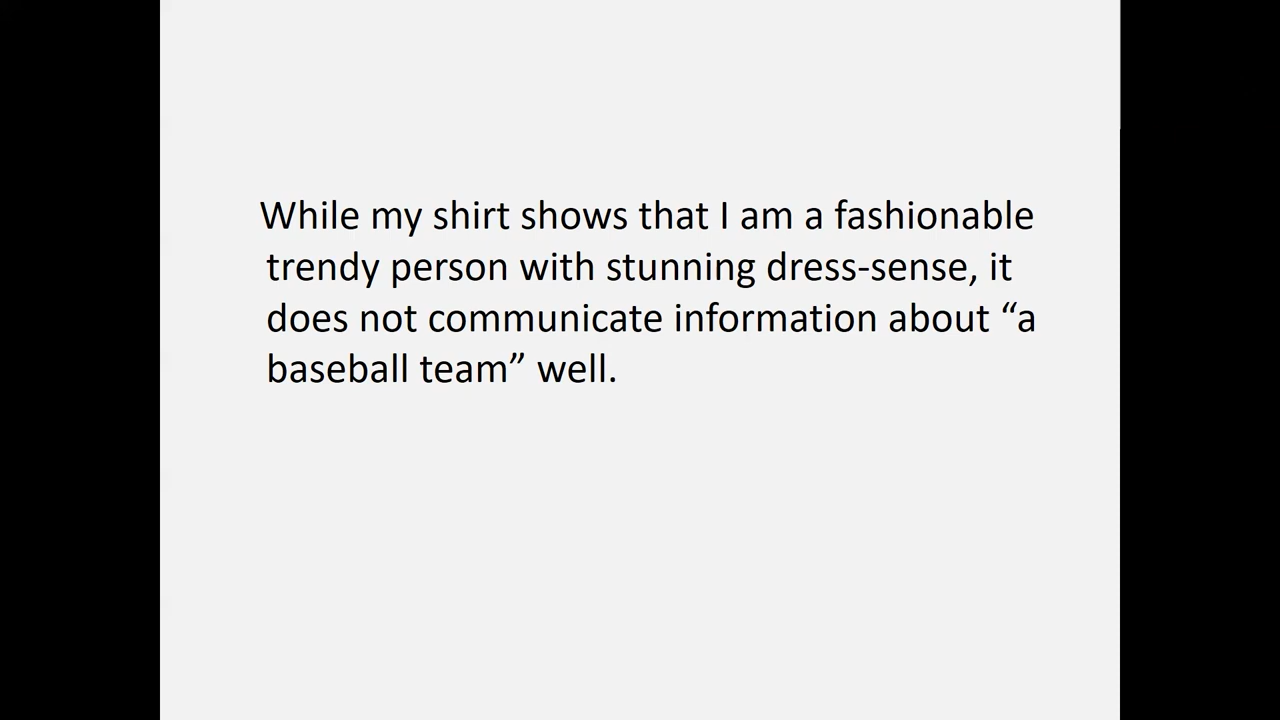 While my shirt shows that I am a fashionable
trendy person with stunning dress-sense, it
does not communicate information about “a
baseball team” well.